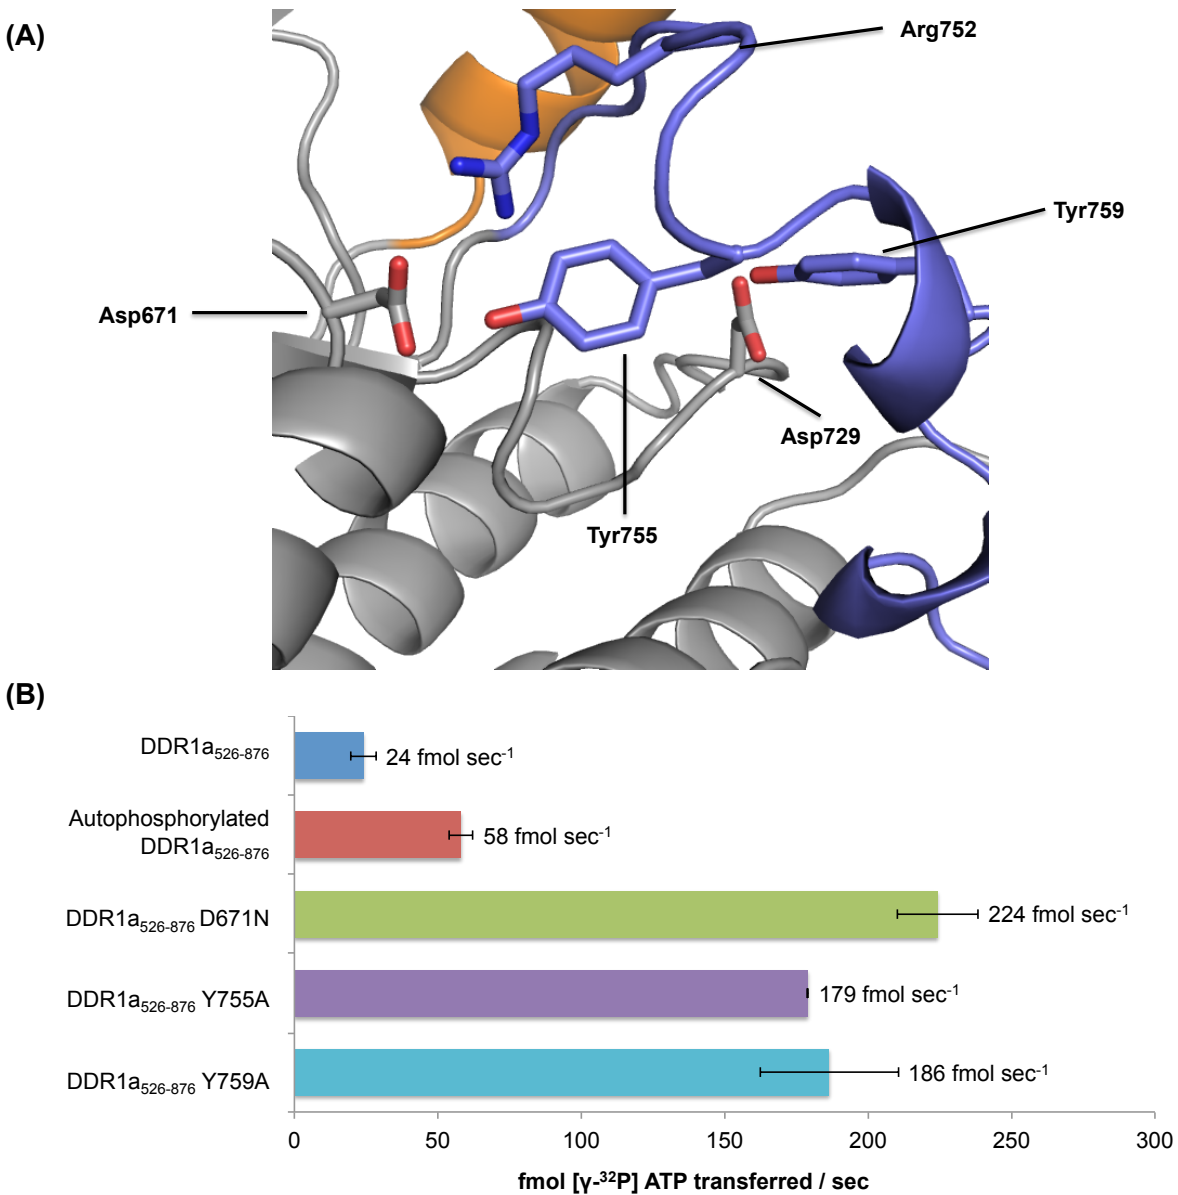 (A)
Arg752
Tyr759
Asp671
Asp729
Tyr755
(B)
DDR1a526-876
24 fmol sec-1
Autophosphorylated
DDR1a526-876
58 fmol sec-1
DDR1a526-876 D671N
224 fmol sec-1
DDR1a526-876 Y755A
179 fmol sec-1
DDR1a526-876 Y759A
186 fmol sec-1
0 50 100 150 200 250 300
fmol [γ-32P] ATP transferred / sec